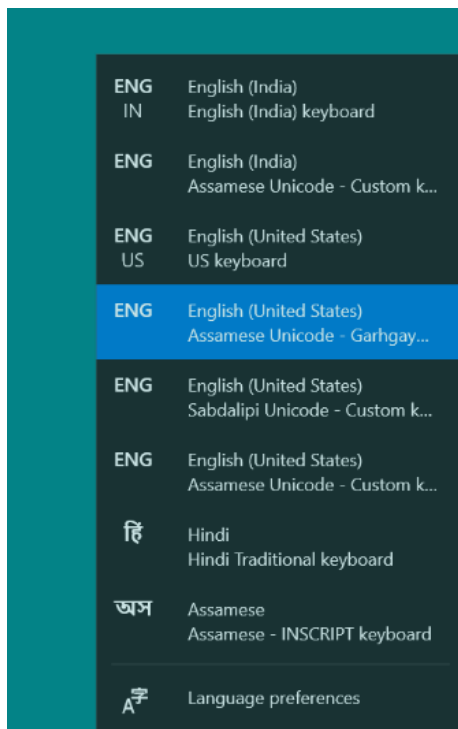 ENG English (India)
IN English (India) keyboard
ENG English (India)
Assamese Unicode - Custom k...
ENG English (United States)
US US keyboard
ENG English (United States)
Assamese Unicode - Garhgay...
ENG English (United States)
Sabdalipi Unicode - Custom k...
ENG English (United States)
Assamese Unicode - Custom k...
हिं Hindi
Hindi Traditional keyboard
অস Assamese
Assamese - INSCRIPT keyboard
A字 Language preferences